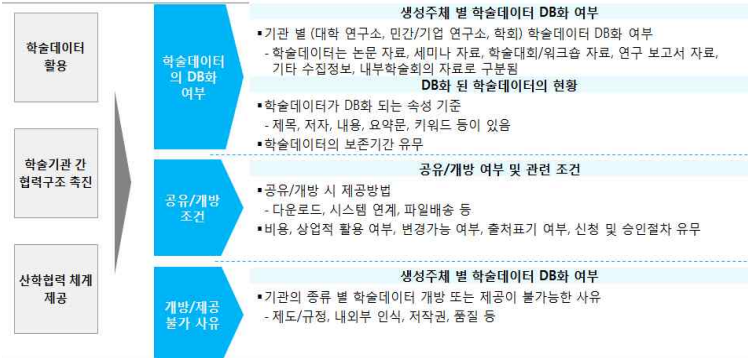 학술데이터
활용
학술기관 간
협력구조 촉진
산학협력 체계
제공
학술데이터
의 DB화
여부
생성주체 별 학술데이터 DB화 여부
▪기관 별 (대학 연구소, 민간/기업 연구소, 학회) 학술데이터 DB화 여부
- 학술데이터는 논문 자료, 세미나 자료, 학술대회/워크숍 자료, 연구 보고서 자료,
기타 수집정보, 내부학술회의 자료로 구분됨
DB화 된 학술데이터의 현황
▪학술데이터가 DB화 되는 속성 기준
- 제목, 저자, 내용, 요약문, 키워드 등이 있음
▪학술데이터의 보존기간 유무
공유/개방
조건
공유/개방 여부 및 관련 조건
▪공유/개방 시 제공방법
- 다운로드, 시스템 연계, 파일배송 등
▪비용, 상업적 활용 여부, 변경가능 여부, 출처표기 여부, 신청 및 승인절차 유무
개방/제공
불가 사유
생성주체 별 학술데이터 DB화 여부
▪기관의 종류 별 학술데이터 개방 또는 제공이 불가능한 사유
- 제도/규정, 내외부 인식, 저작권, 품질 등